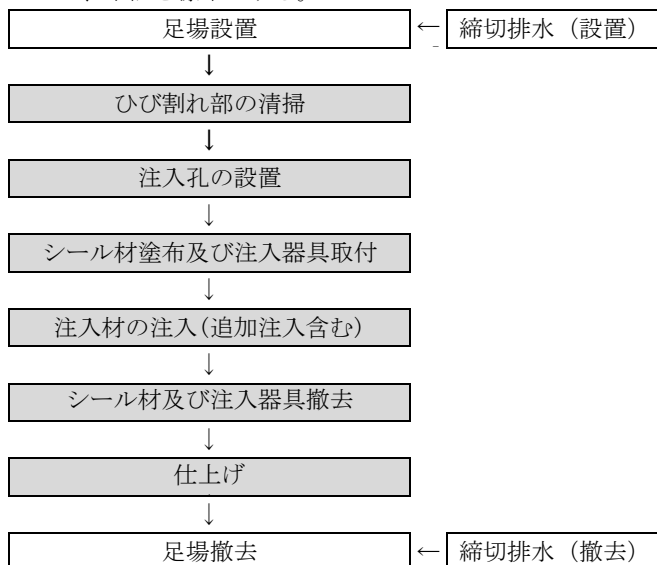 足場設置 ← 締切排水（設置）
↓
ひび割れ部の清掃
↓
注入孔の設置
↓
シール材塗布及び注入器具取付
↓
注入材の注入(追加注入含む)
↓
シール材及び注入器具撤去
↓
仕上げ
↓
足場撤去 ← 締切排水（撤去）